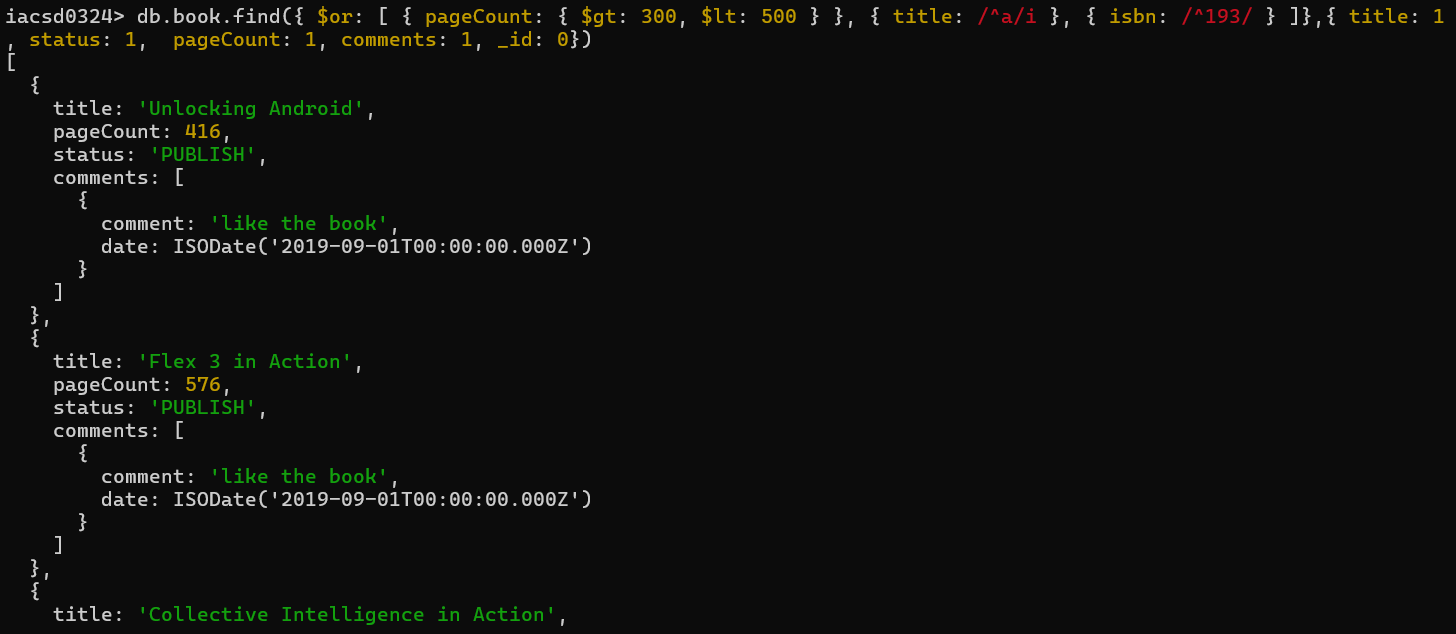 iacsd0324> db.book.find({ $or: [ { pageCount: { $gt: 300, $lt: 500 } }, { title: /^a/i }, { isbn: /^193/ } ]},{ title: 1
, status: 1,  pageCount: 1, comments: 1, _id: 0})
[
  {
    title: 'Unlocking Android',
    pageCount: 416,
    status: 'PUBLISH',
    comments: [
      {
        comment: 'like the book',
        date: ISODate('2019-09-01T00:00:00.000Z')
      }
    ]
  },
  {
    title: 'Flex 3 in Action',
    pageCount: 576,
    status: 'PUBLISH',
    comments: [
      {
        comment: 'like the book',
        date: ISODate('2019-09-01T00:00:00.000Z')
      }
    ]
  },
  {
    title: 'Collective Intelligence in Action',